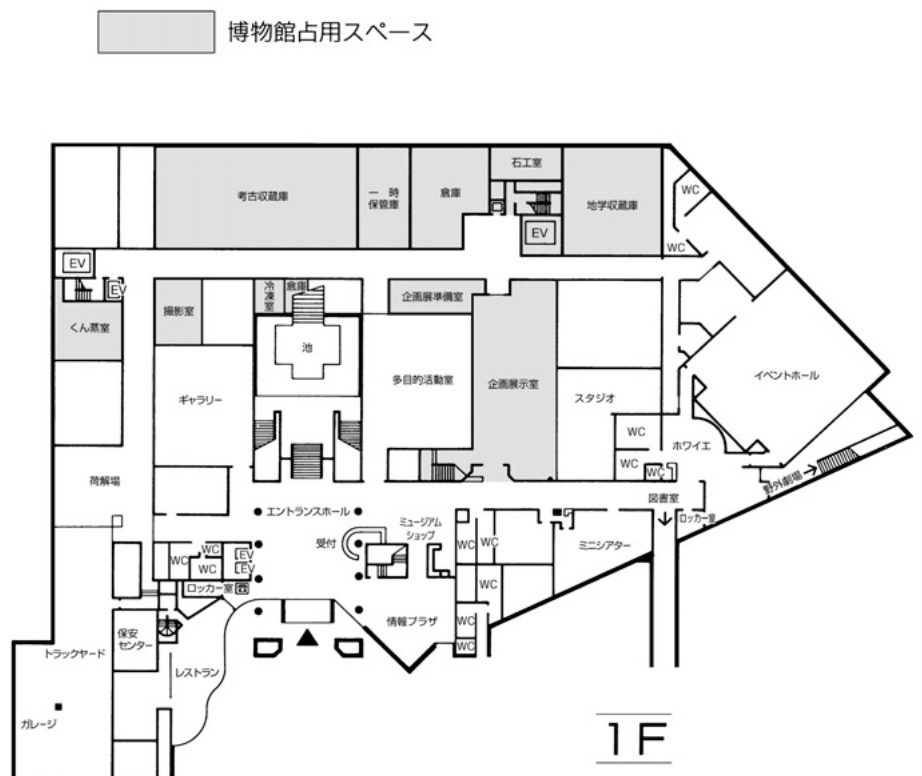 博物館占用スペース
石工室
考古収蔵庫
一時
保管庫
倉庫
地学収蔵庫
WC
EV
WC
EV
EV
くん蒸室
撮影室
冷凍室
倉庫
企画展準備室
池
ギャラリー
多目的活動室
企画展示室
スタジオ
イベントホール
WC
ホワイエ
WC
WC
荷解場
野外劇場
図書室
ロッカー室
エントランスホール
ミュージアム
ショップ
受付
ミニシアター
WC
WC
WC
WC
WC
EV
EV
ロッカー室
WC
WC
WC
情報プラザ
保安
センター
トラックヤード
レストラン
ガレージ
1F